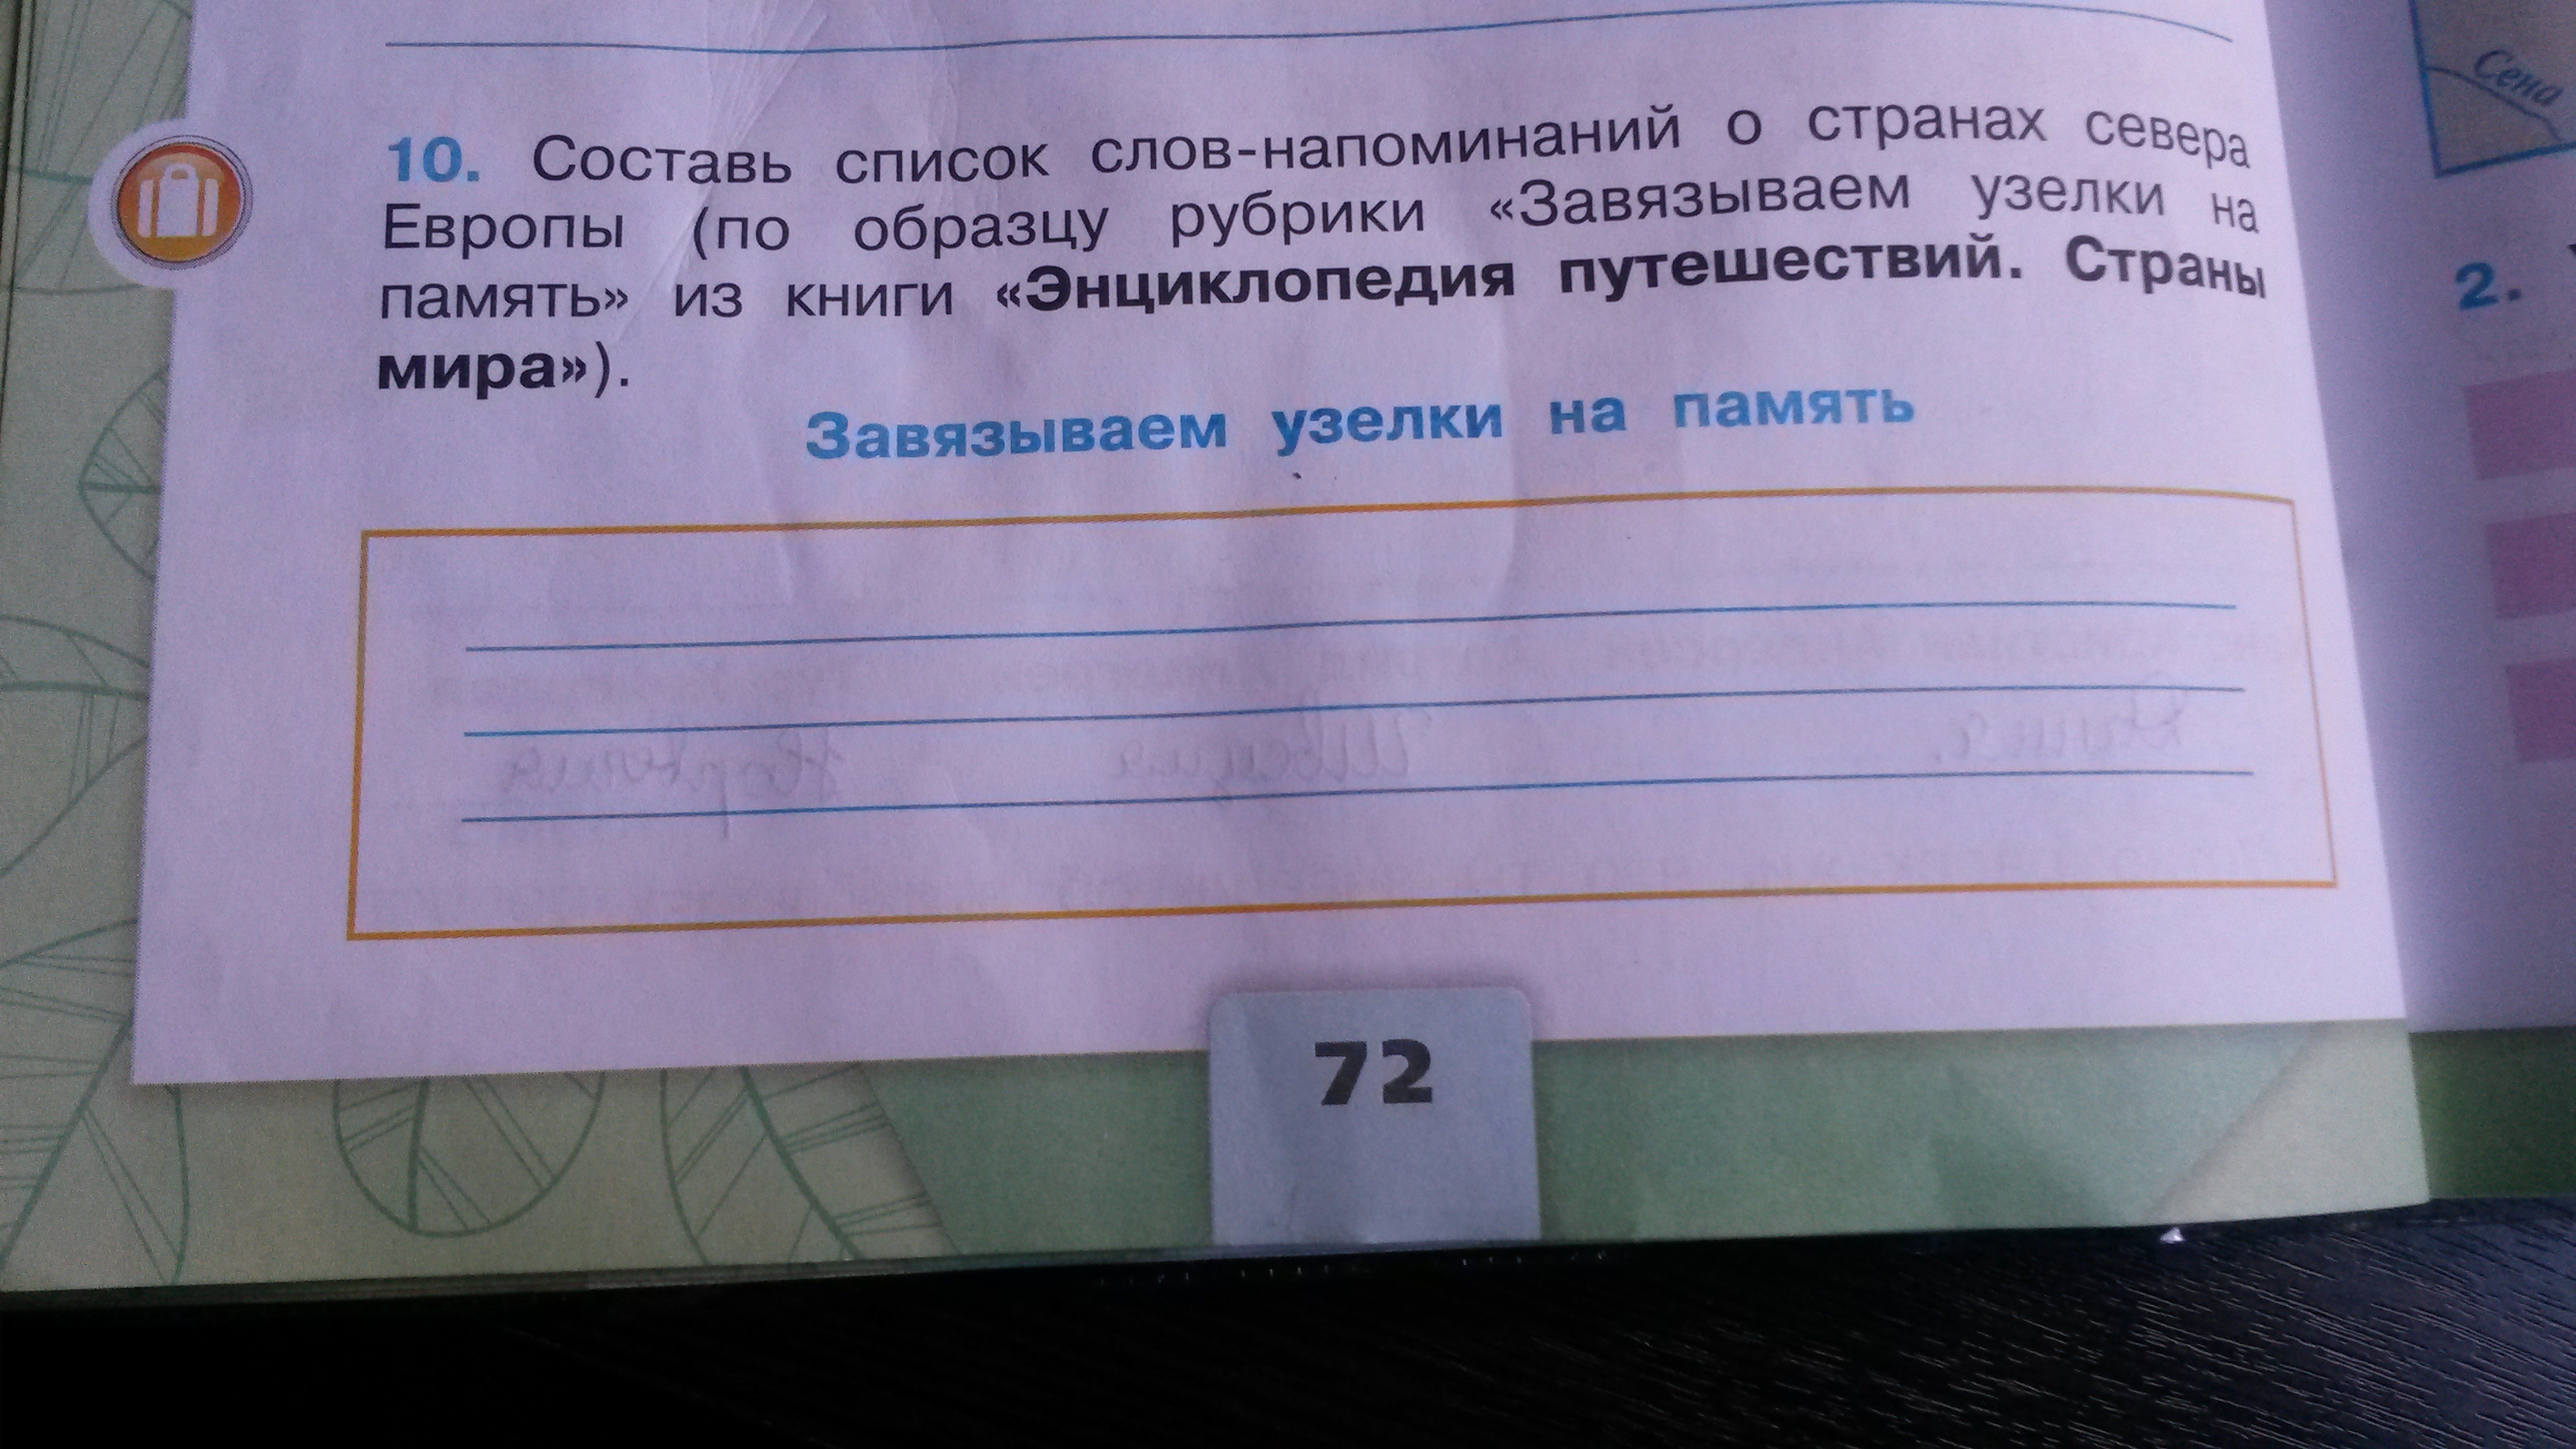 10. Составь список слов-напоминаний о странах севера
Европы (по образцу рубрики «Завязываем узелки на
память» из книги «Энциклопедия путешествий. Страны
мира»).
Завязываем узелки на память
72
Сена
2.